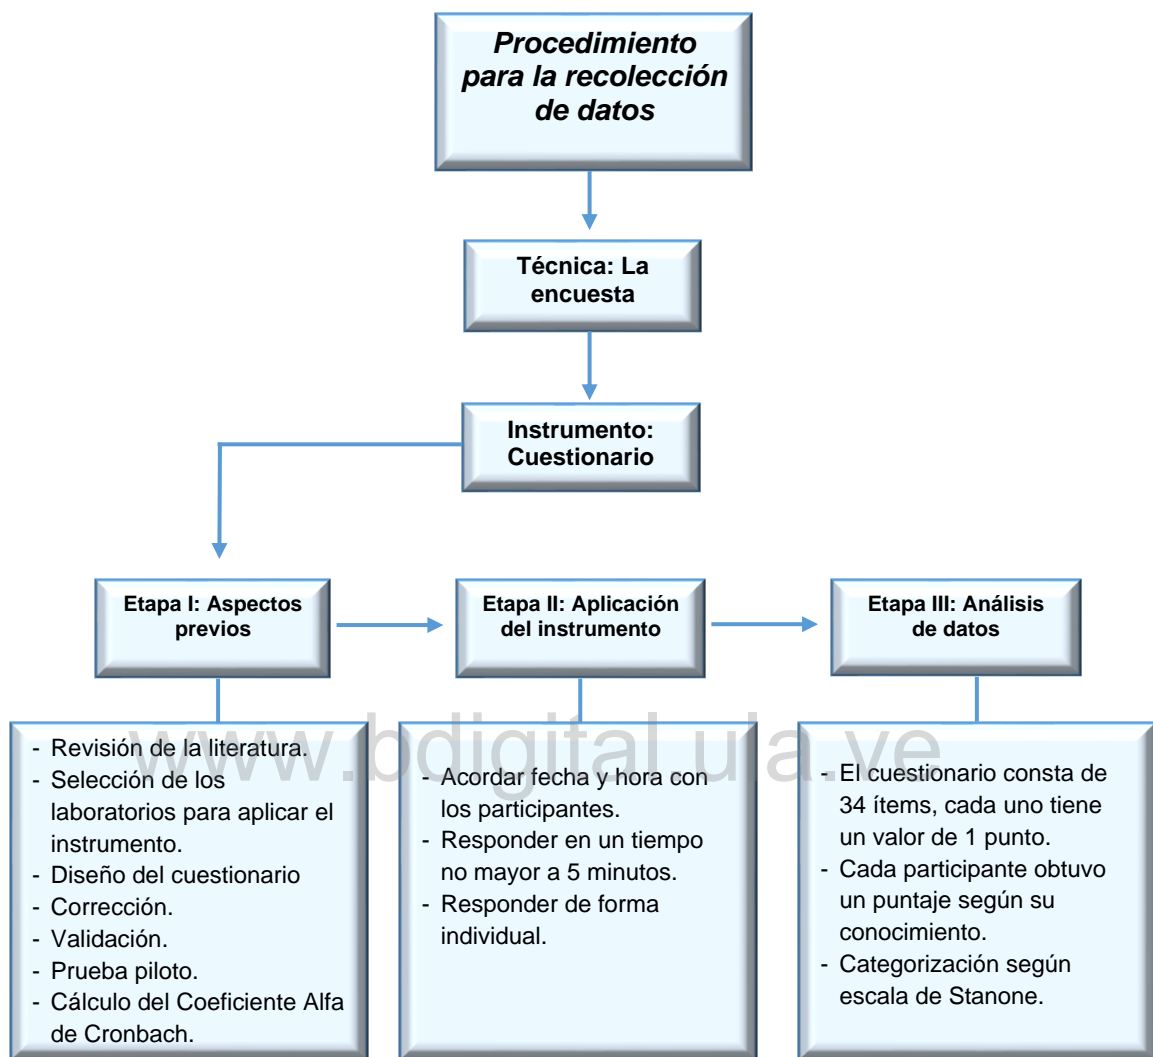 Procedimiento
para la recolección
de datos
Técnica: La
encuesta
Instrumento:
Cuestionario
Etapa I: Aspectos
previos
Etapa II: Aplicación
del instrumento
Etapa III: Análisis
de datos
- Revisión de la literatura.
- Selección de los
laboratorios para aplicar el
instrumento.
- Diseño del cuestionario
- Corrección.
- Validación.
- Prueba piloto.
- Cálculo del Coeficiente Alfa
de Cronbach.
- Acordar fecha y hora con
los participantes.
- Responder en un tiempo
no mayor a 5 minutos.
- Responder de forma
individual.
- El cuestionario consta de
34 ítems, cada uno tiene
un valor de 1 punto.
- Cada participante obtuvo
un puntaje según su
conocimiento.
- Categorización según
escala de Stanone.
www.bdigital.ula.ve